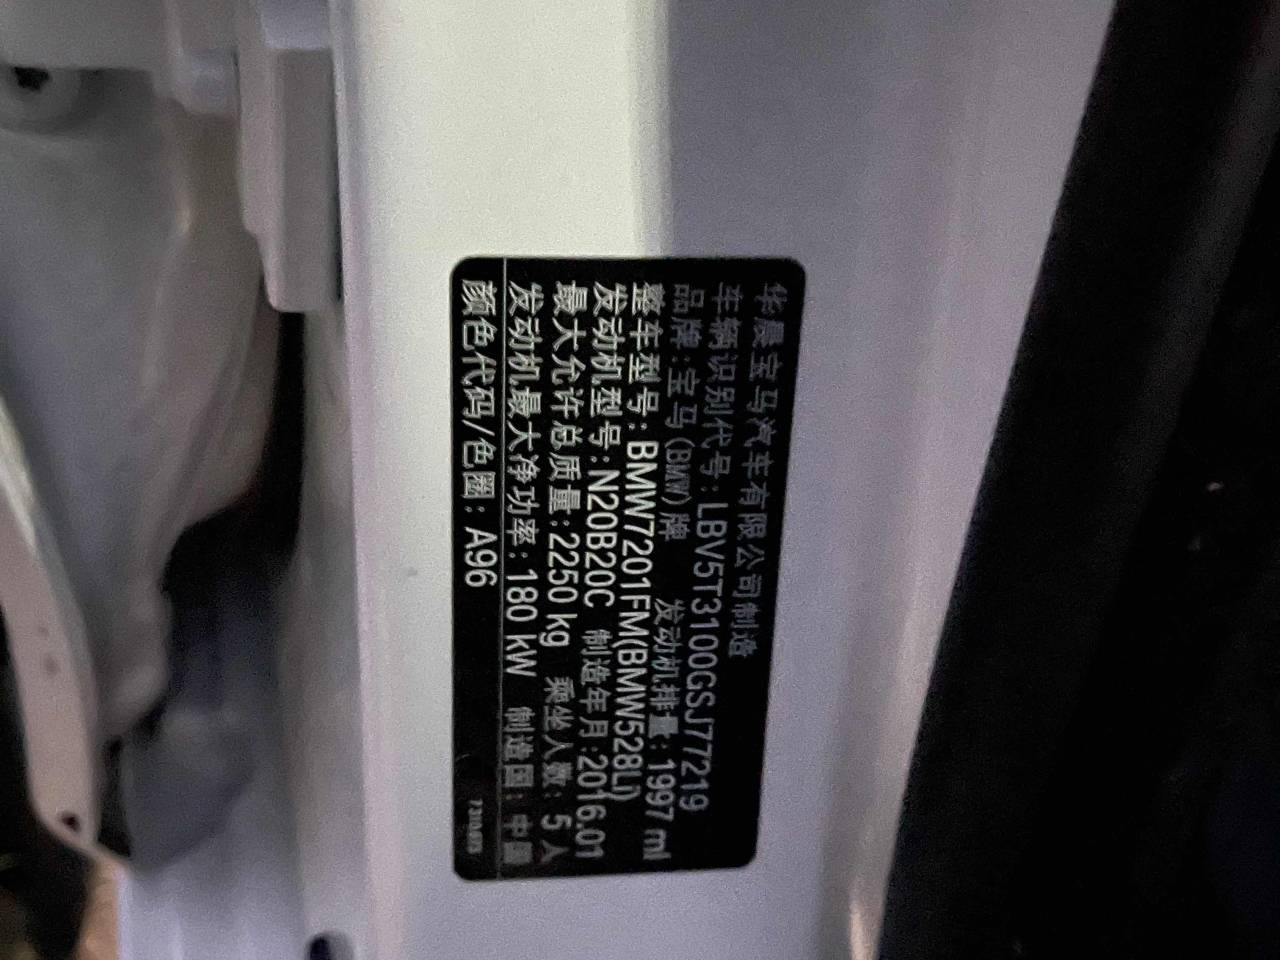 华晨宝马汽车有限公司制造
车辆识别代号：LBV5T3100GSJ77219
品牌：宝马(BMW)牌 发动机排量：1997 ml
整车型号：BMW7201FM(BMW528Li)
发动机型号：N20B20C 制造年月：2016.01
最大允许总质量：2250 kg 乘坐人数：5 人
发动机最大净功率：180 kW 制造国：中国
颜色代码/色圈：A96